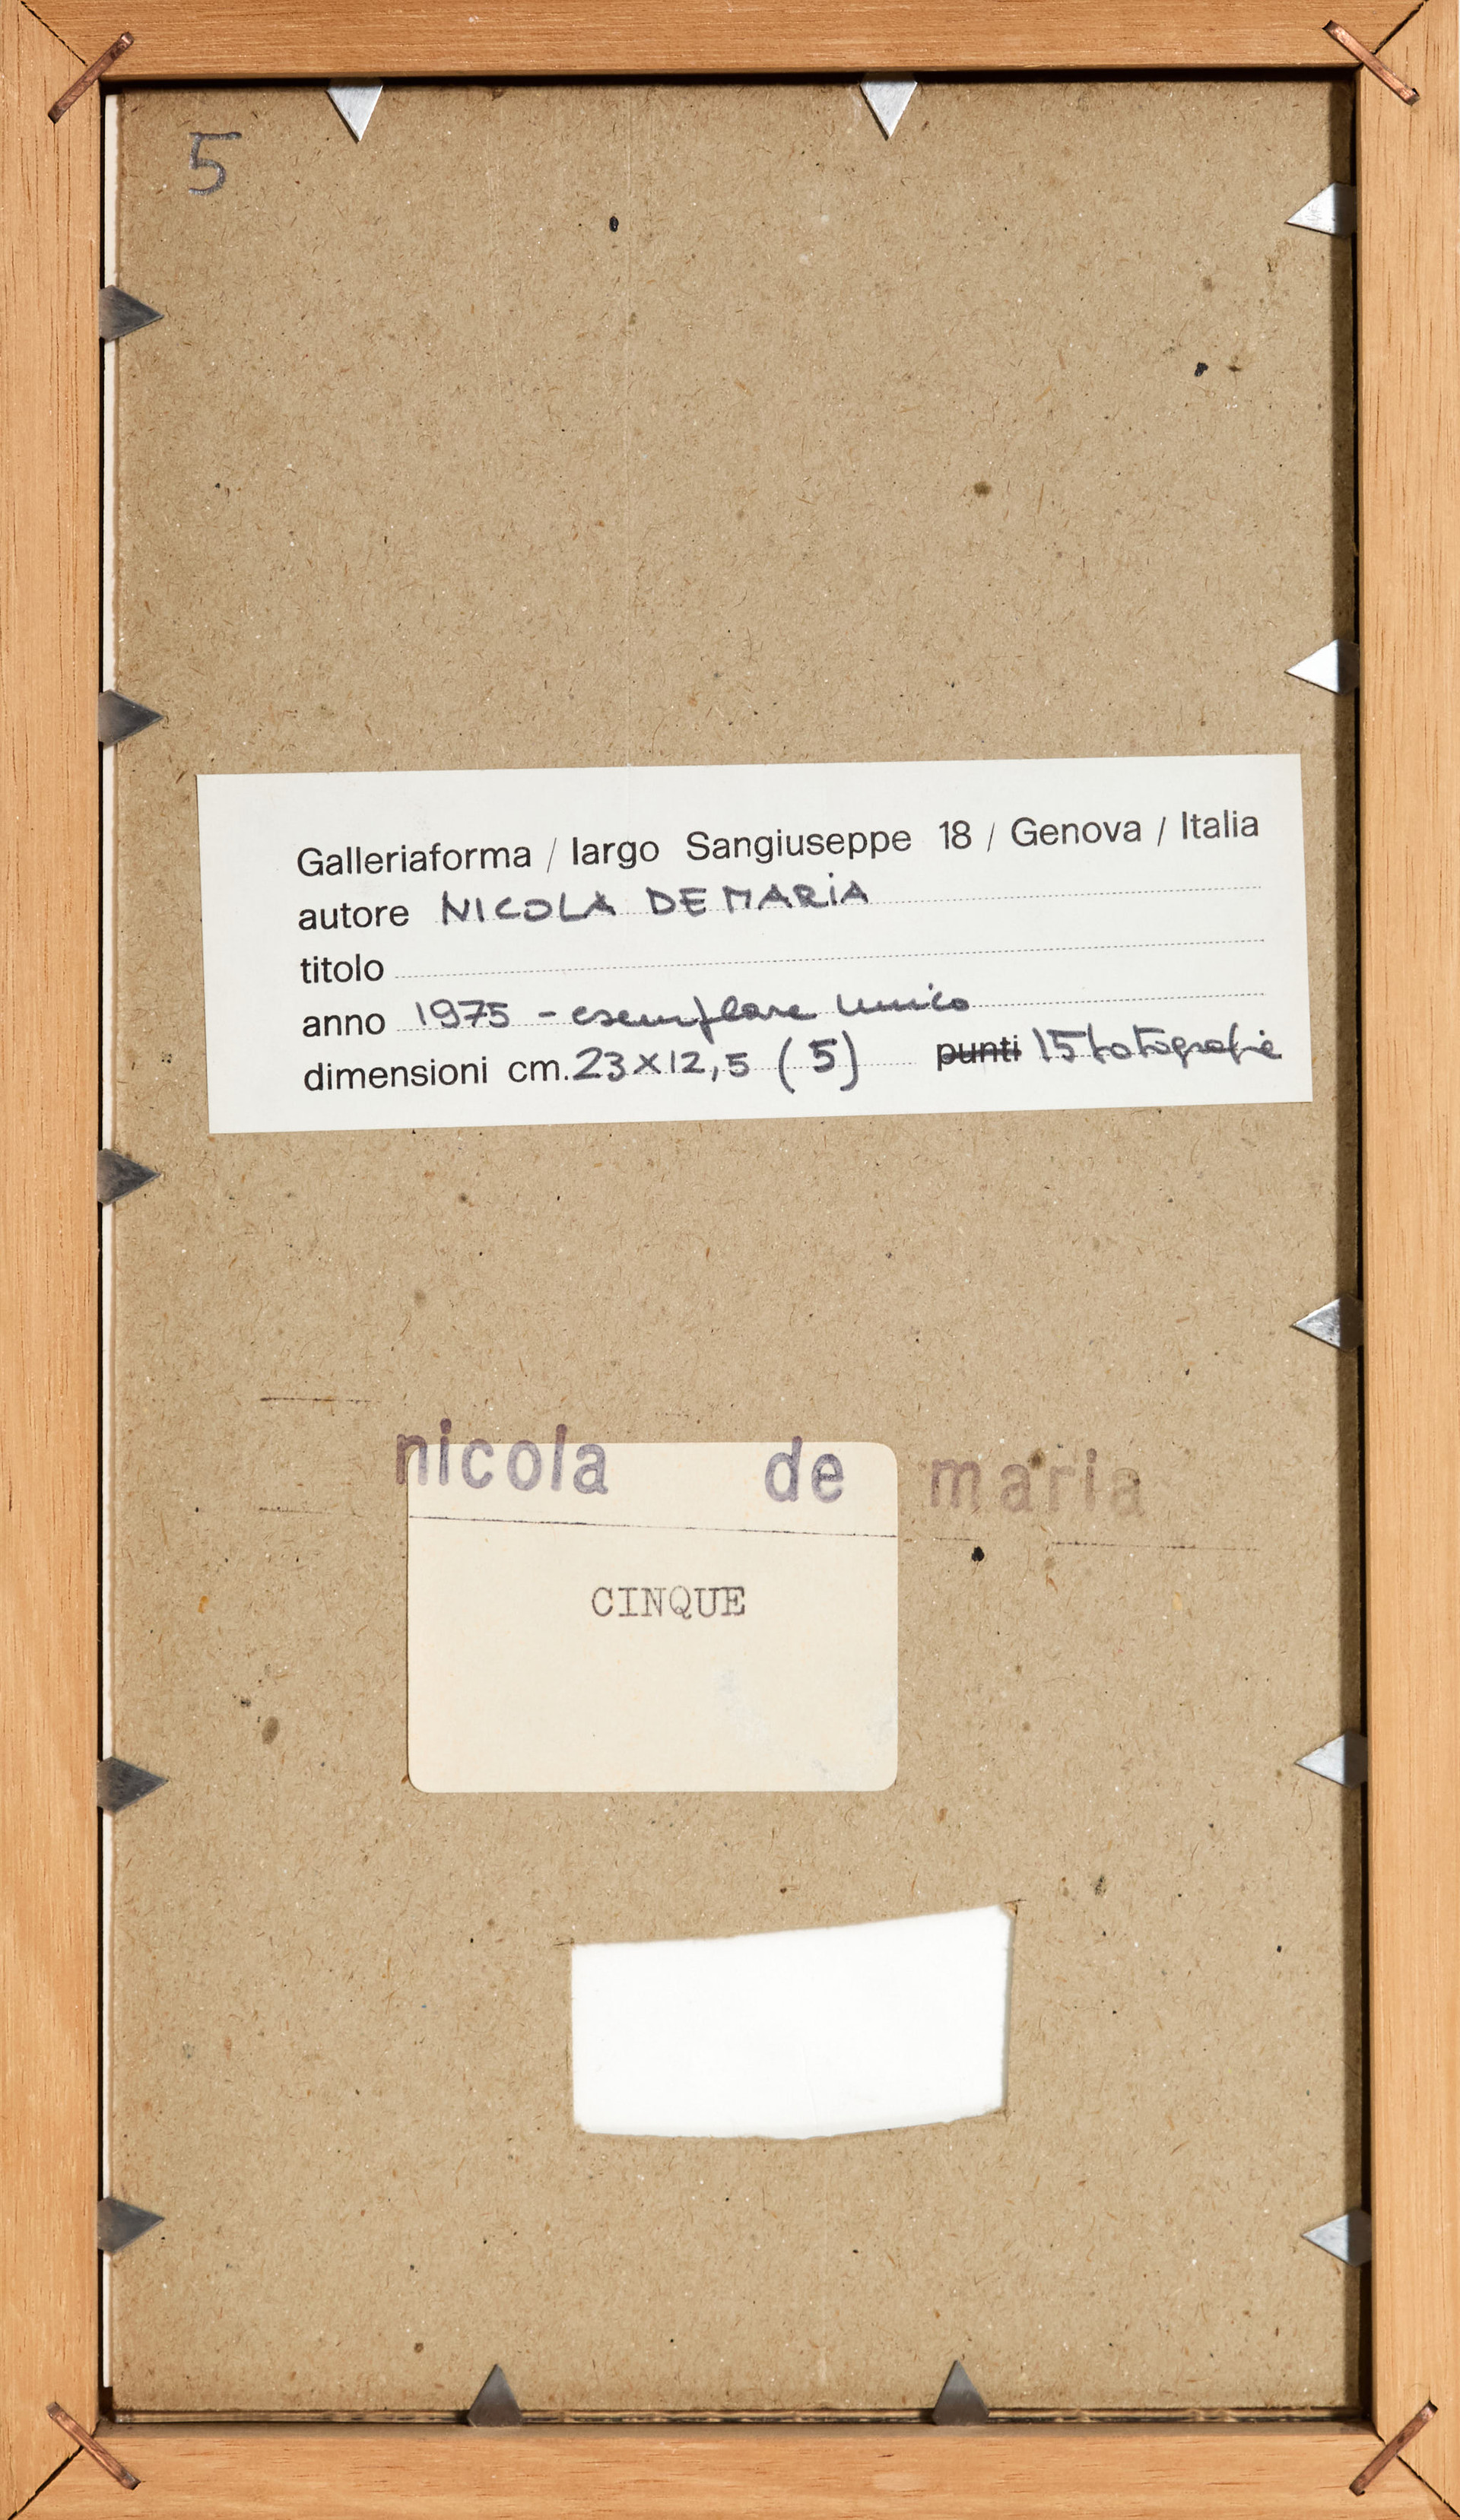 5
Galleriaforma / largo Sangiuseppe 18 / Genova / Italia
autore NICOLA DE MARIA
titolo
anno 1975 - esemplare unico
dimensioni cm. 23x12,5 (5) punti 15 fotografie
nicola de maria
CINQUE